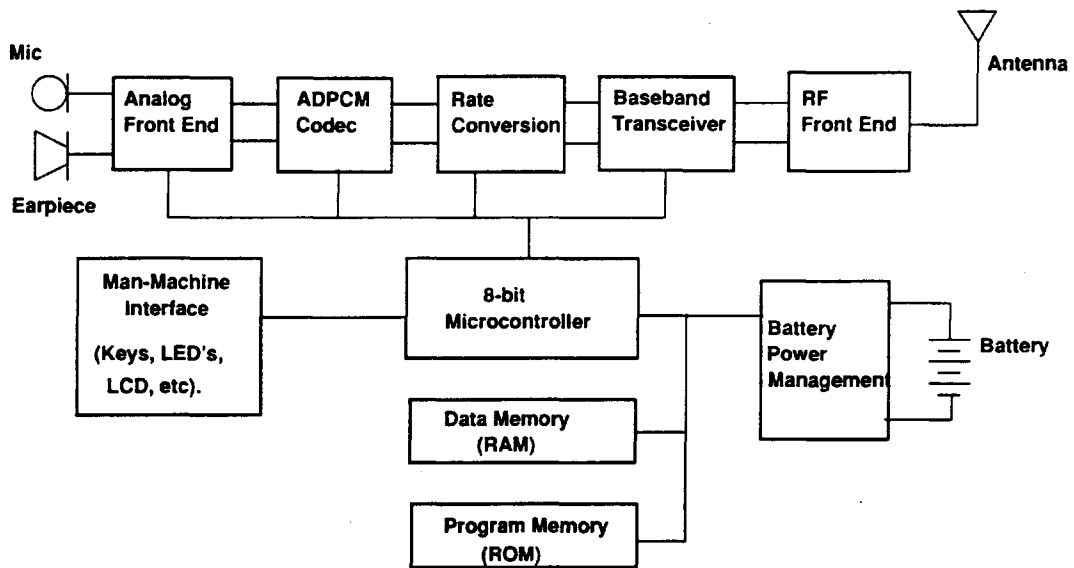 Mic
Antenna
Analog
Front End
ADPCM
Codec
Rate
Conversion
Baseband
Transceiver
RF
Front End
Earpiece
Man-Machine
Interface
(Keys, LED's,
LCD, etc).
8-bit
Microcontroller
Battery
Power
Management
Battery
Data Memory
(RAM)
Program Memory
(ROM)